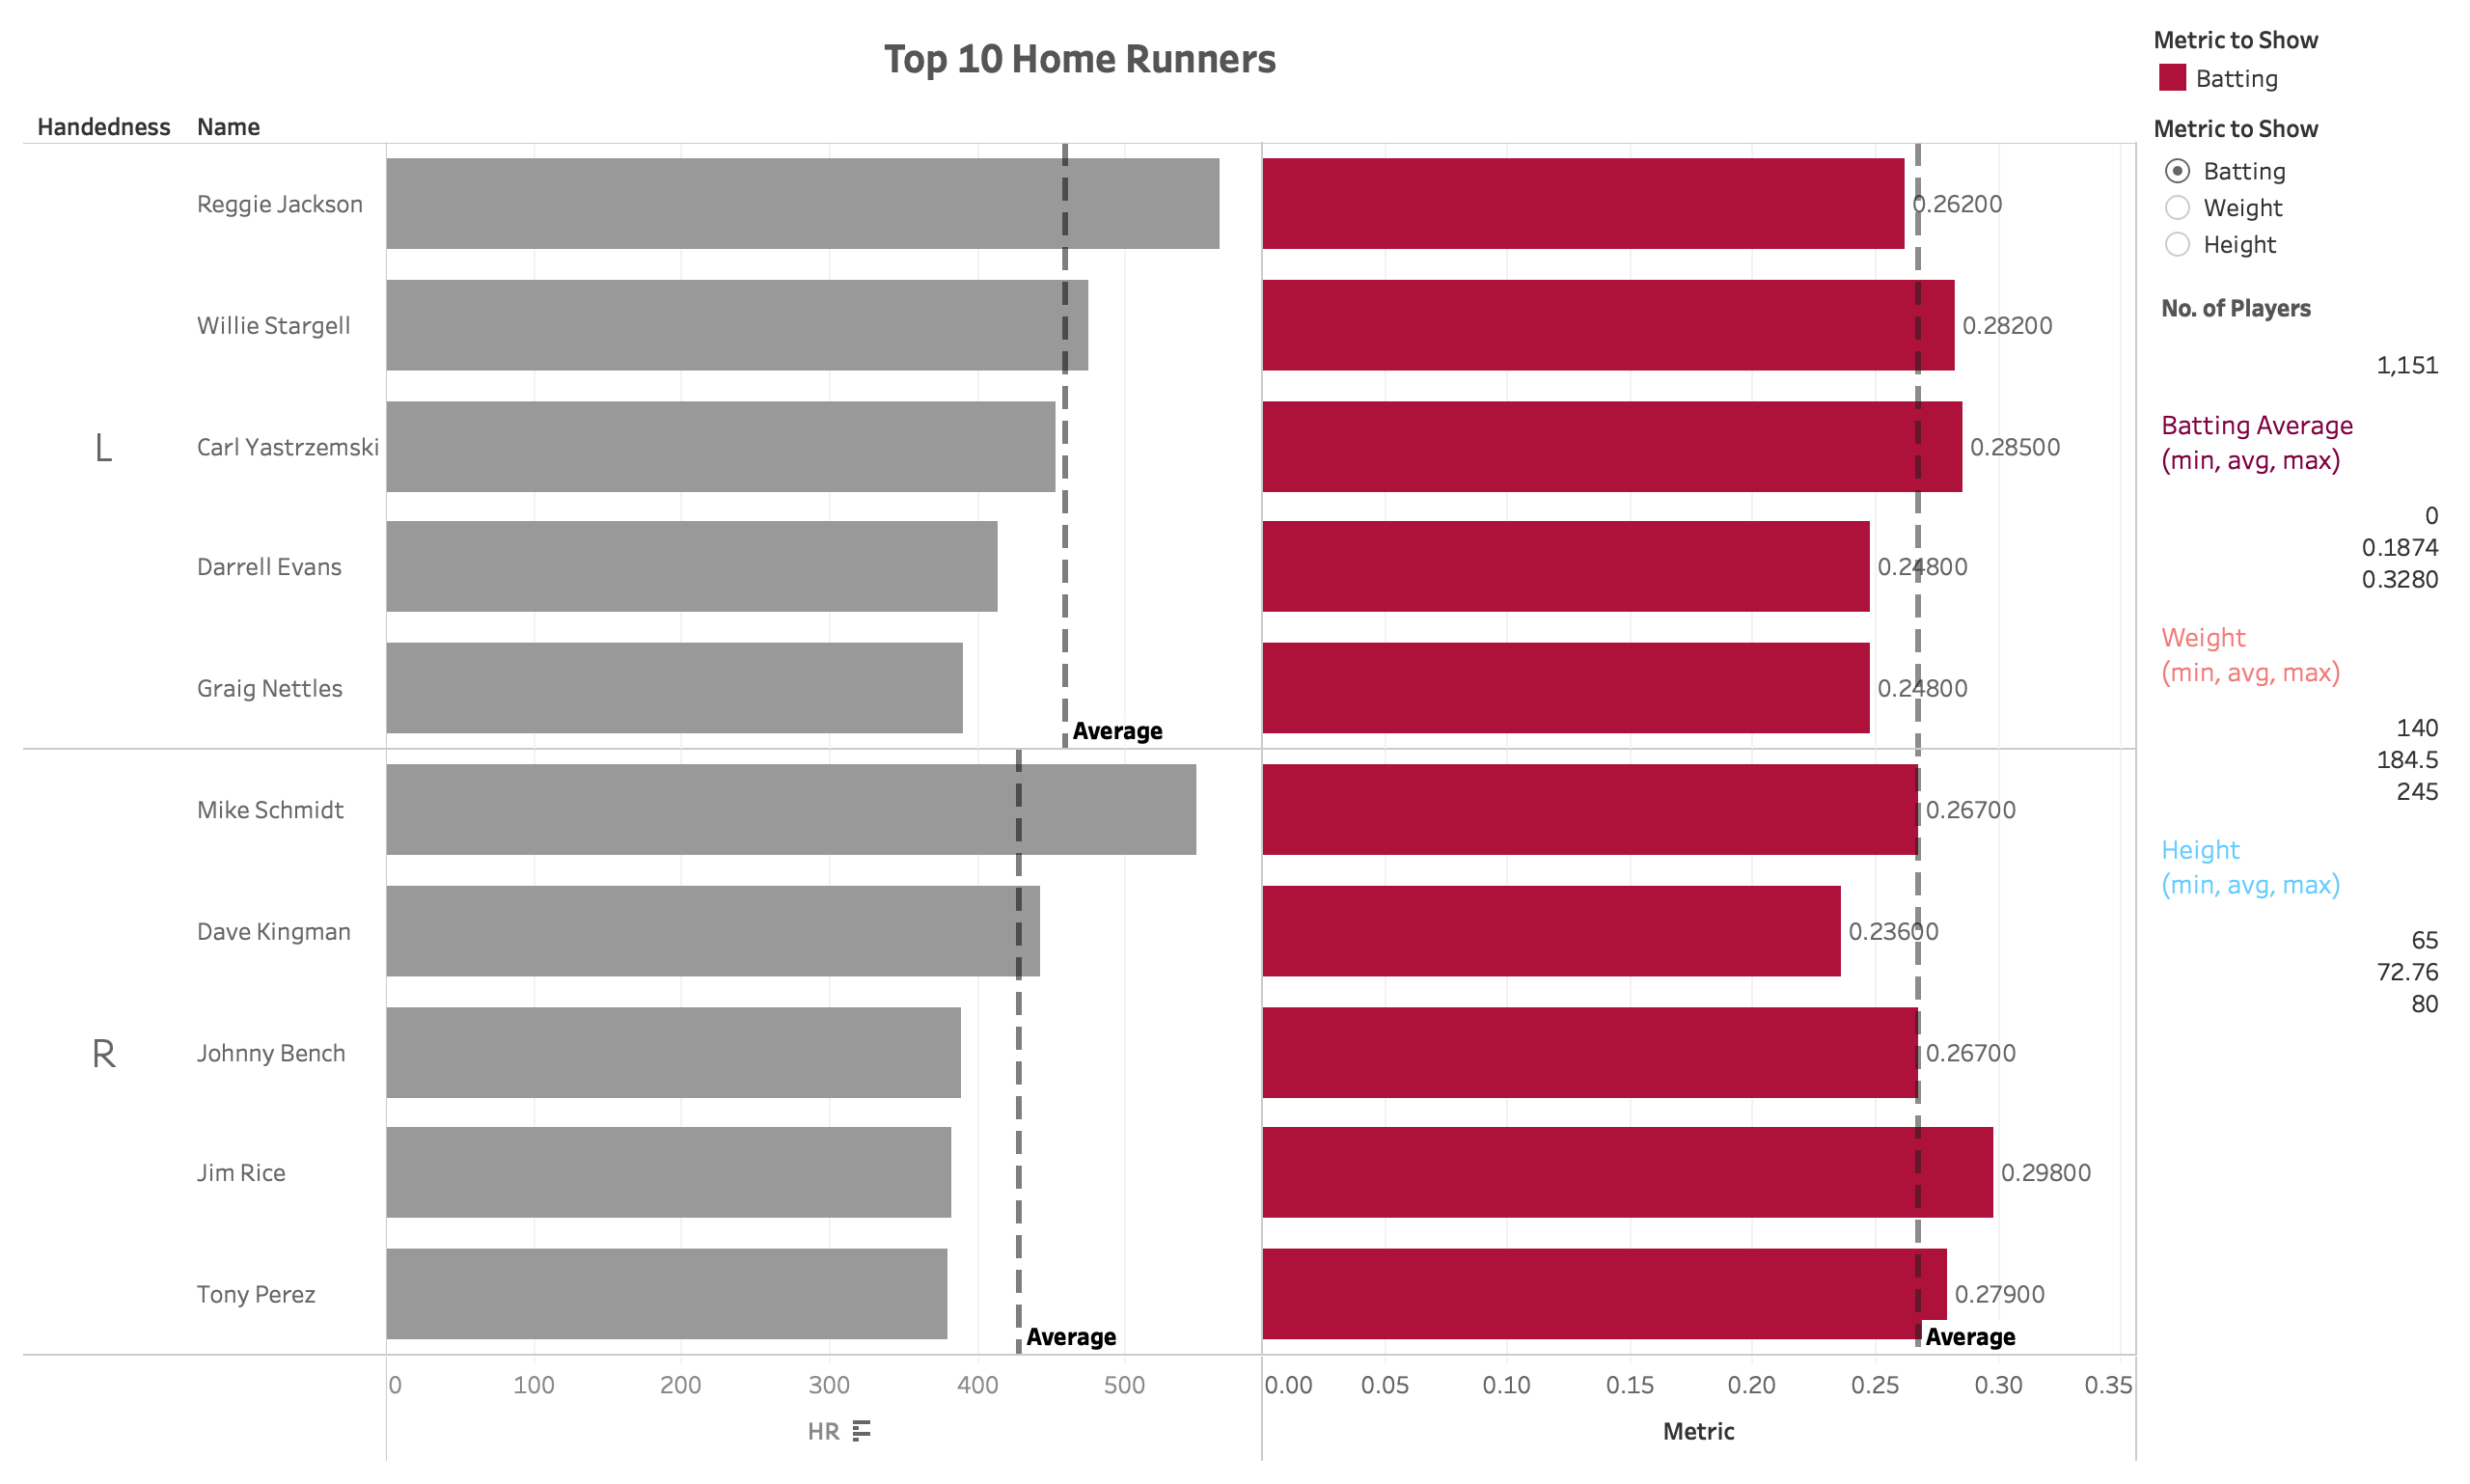 Top 10 Home Runners
Handedness Name
L
Reggie Jackson 0.26200
Willie Stargell 0.28200
Carl Yastrzemski 0.28500
Darrell Evans 0.24800
Graig Nettles 0.24800
Average
R
Mike Schmidt 0.26700
Dave Kingman 0.23600
Johnny Bench 0.26700
Jim Rice 0.29800
Tony Perez 0.27900
Average Average
0 100 200 300 400 500 0.00 0.05 0.10 0.15 0.20 0.25 0.30 0.35
HR Metric
Metric to Show
Batting
Metric to Show
Batting
Weight
Height
No. of Players
1,151
Batting Average
(min, avg, max)
0
0.1874
0.3280
Weight
(min, avg, max)
140
184.5
245
Height
(min, avg, max)
65
72.76
80